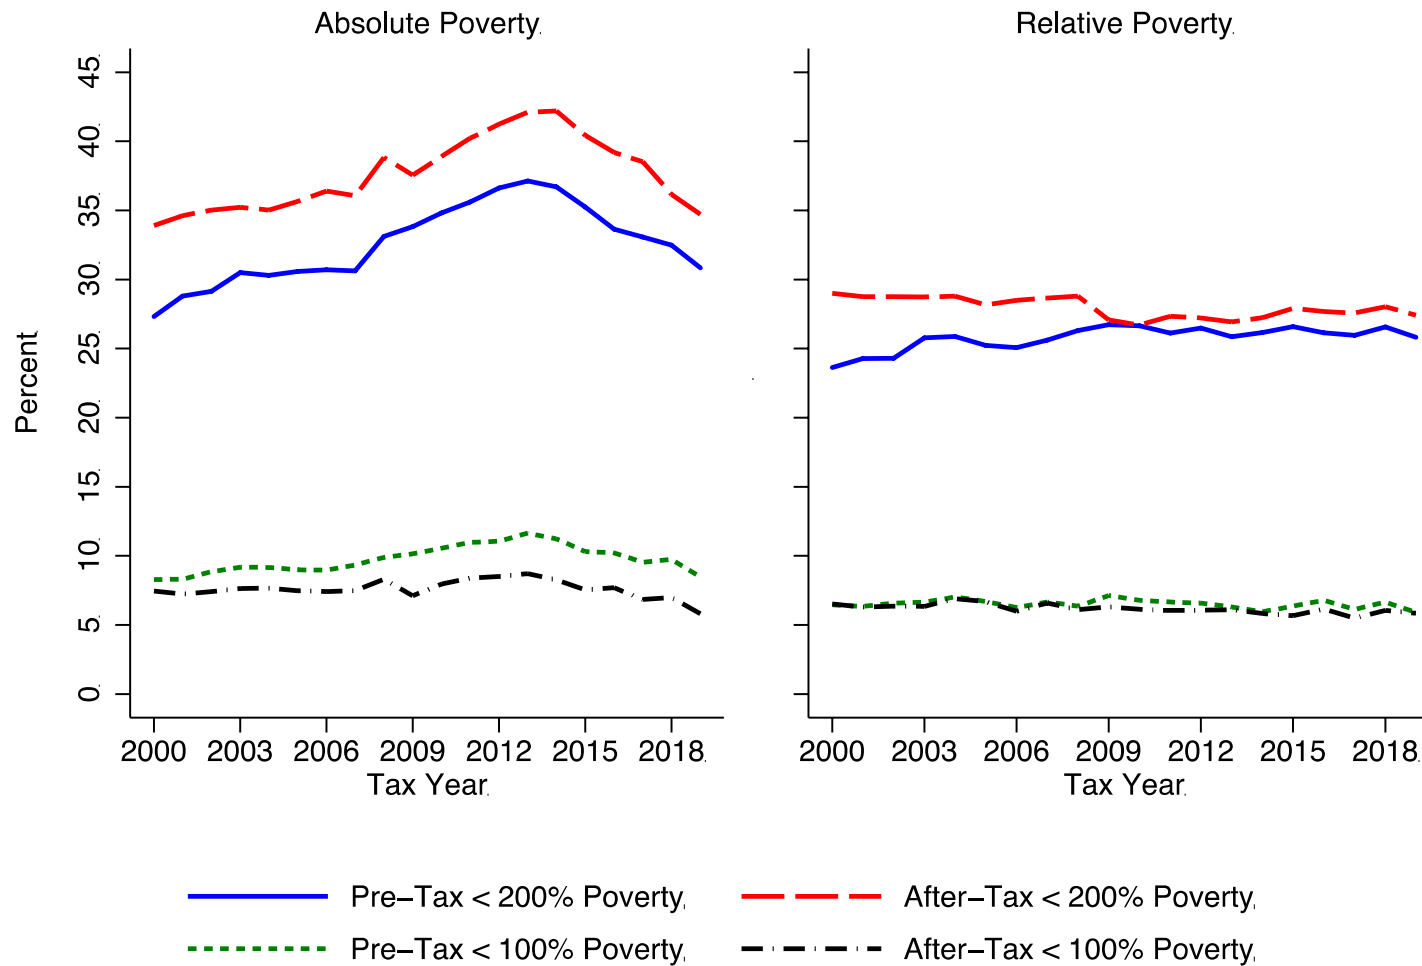 Absolute Poverty
Relative Poverty
Percent
45
40
35
30
25
20
15
10
5
0
2000 2003 2006 2009 2012 2015 2018
2000 2003 2006 2009 2012 2015 2018
Tax Year
Tax Year
Pre-Tax < 200% Poverty
After-Tax < 200% Poverty
Pre-Tax < 100% Poverty
After-Tax < 100% Poverty